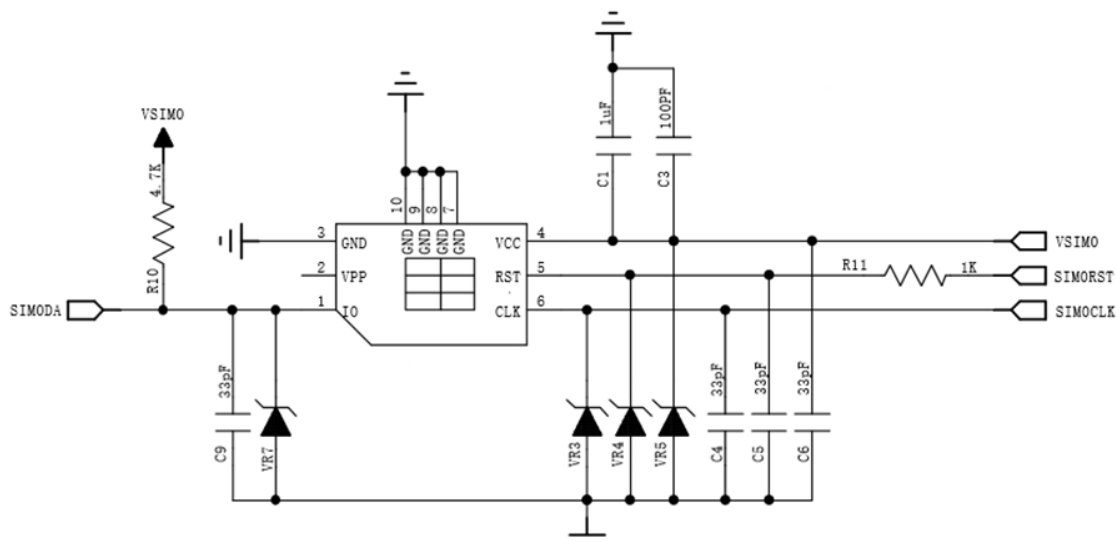 1uF
100PF
C1
C3
VSIMO
4.7K
R10
10
9
8
7
GND
GND
GND
GND
3
GND
VCC
4
VSIMO
2
VPP
RST
5
R11
1K
SIMORST
SIMODA
1
IO
CLK
6
SIMOCLK
33pF
C9
VR7
VR3
VR4
VR5
33pF
C4
33pF
C5
33pF
C6